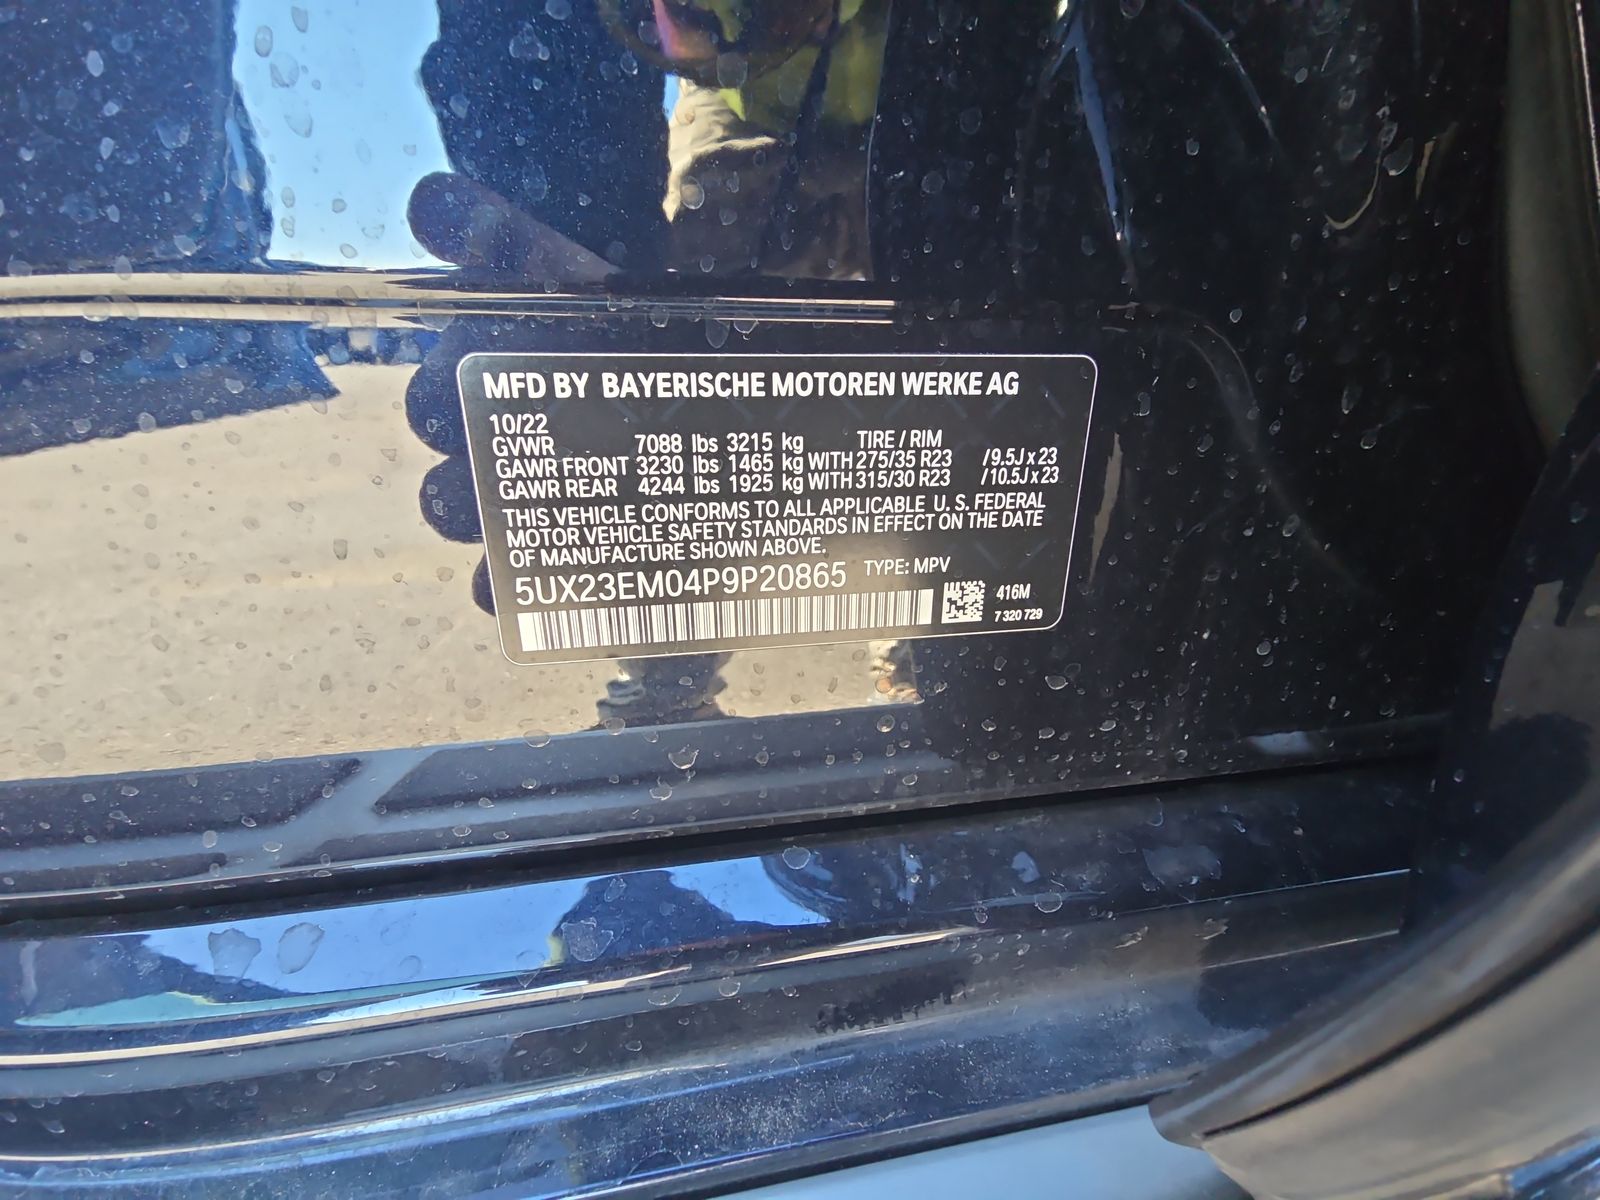 MFD BY BAYERISCHE MOTOREN WERKE AG
10/22
GVWR 7088 lbs 3215 kg TIRE / RIM
GAWR FRONT 3230 lbs 1465 kg WITH 275/35 R23 / 9.5J x 23
GAWR REAR 4244 lbs 1925 kg WITH 315/30 R23 / 10.5J x 23
THIS VEHICLE CONFORMS TO ALL APPLICABLE U. S. FEDERAL
MOTOR VEHICLE SAFETY STANDARDS IN EFFECT ON THE DATE
OF MANUFACTURE SHOWN ABOVE.
5UX23EM04P9P20865 TYPE: MPV
416M
7 320 729